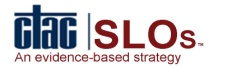 ctac SLOs™
An evidence-based strategy